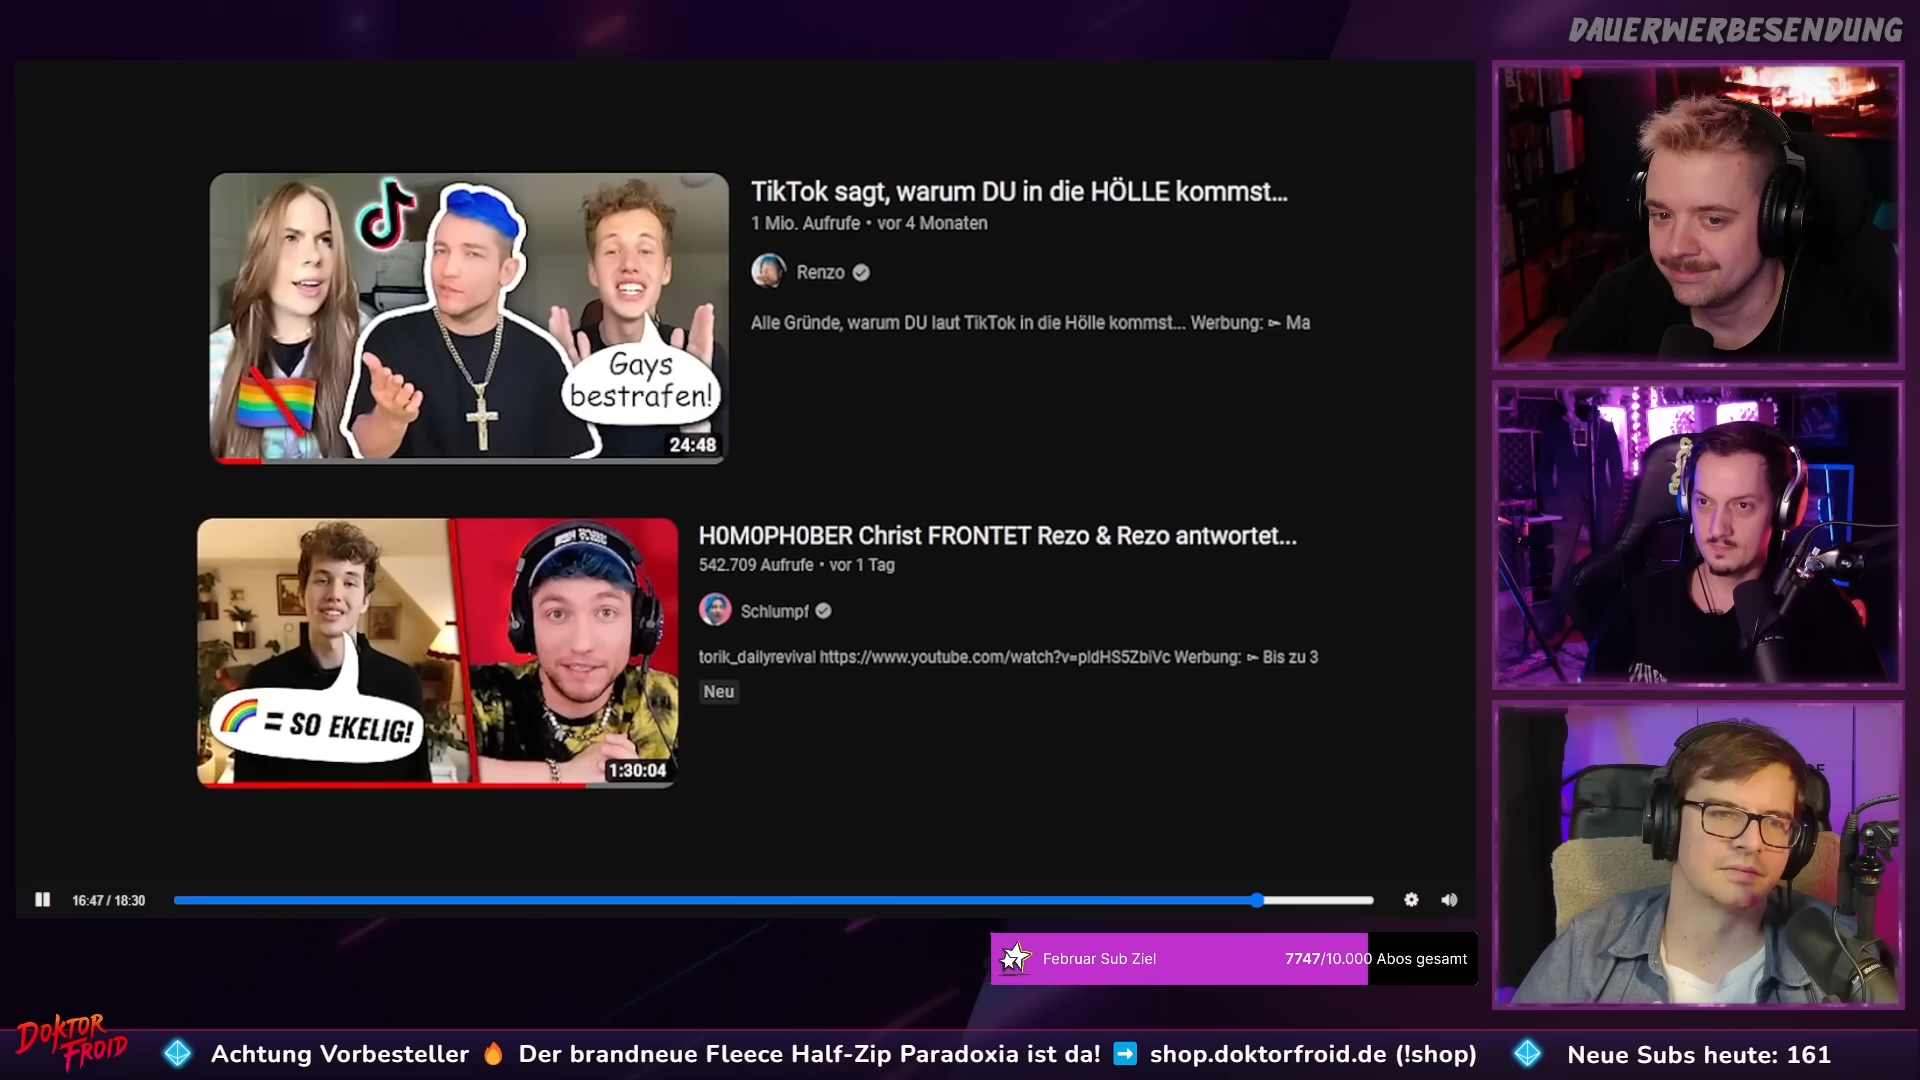 DAUERWERBESENDUNG
TikTok sagt, warum DU in die HÖLLE kommst...
1 Mio. Aufrufe • vor 4 Monaten
Renzo
Alle Gründe, warum DU laut TikTok in die Hölle kommst... Werbung: ► Ma
Gays
bestrafen!
24:48
H0M0PH0BER Christ FRONTET Rezo & Rezo antwortet...
542.709 Aufrufe • vor 1 Tag
Schlumpf
torik_dailyrevival https://www.youtube.com/watch?v=pldHS5ZbiVc Werbung: ► Bis zu 3
Neu
= SO EKELIG!
1:30:04
16:47 / 18:30
Februar Sub Ziel 7747/10.000 Abos gesamt
DOKTOR
FROID
Achtung Vorbesteller 🔥 Der brandneue Fleece Half-Zip Paradoxia ist da! ➡ shop.doktorfroid.de (!shop) Neue Subs heute: 161